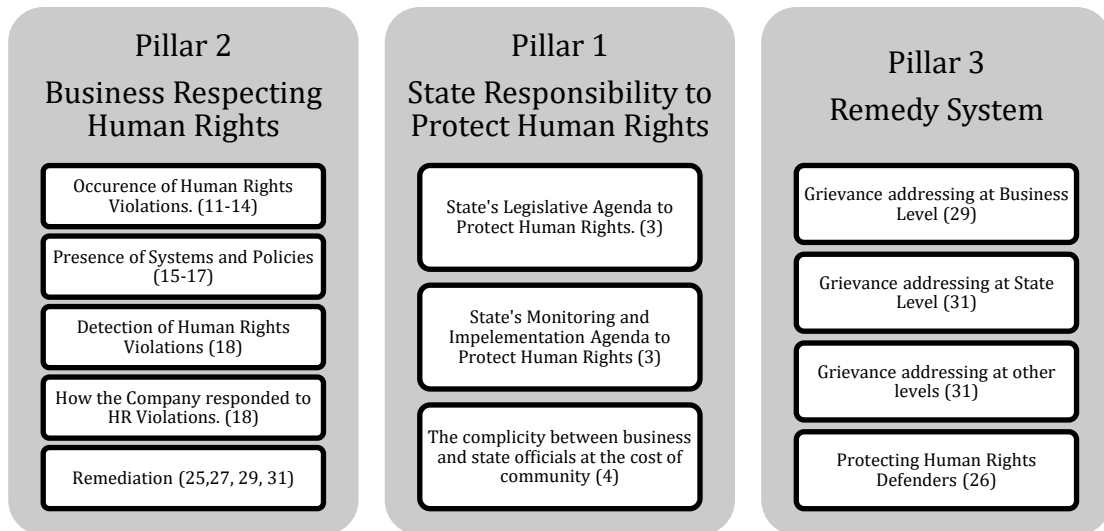 Pillar 2
Business Respecting
Human Rights
Occurence of Human Rights
Violations. (11-14)
Presence of Systems and Policies
(15-17)
Detection of Human Rights
Violations (18)
How the Company responded to
HR Violations. (18)
Remediation (25,27, 29, 31)
Pillar 1
State Responsibility to
Protect Human Rights
State's Legislative Agenda to
Protect Human Rights. (3)
State's Monitoring and
Impelementation Agenda to
Protect Human Rights (3)
The complicity between business
and state officials at the cost of
community (4)
Pillar 3
Remedy System
Grievance addressing at Business
Level (29)
Grievance addressing at State
Level (31)
Grievance addressing at other
levels (31)
Protecting Human Rights
Defenders (26)